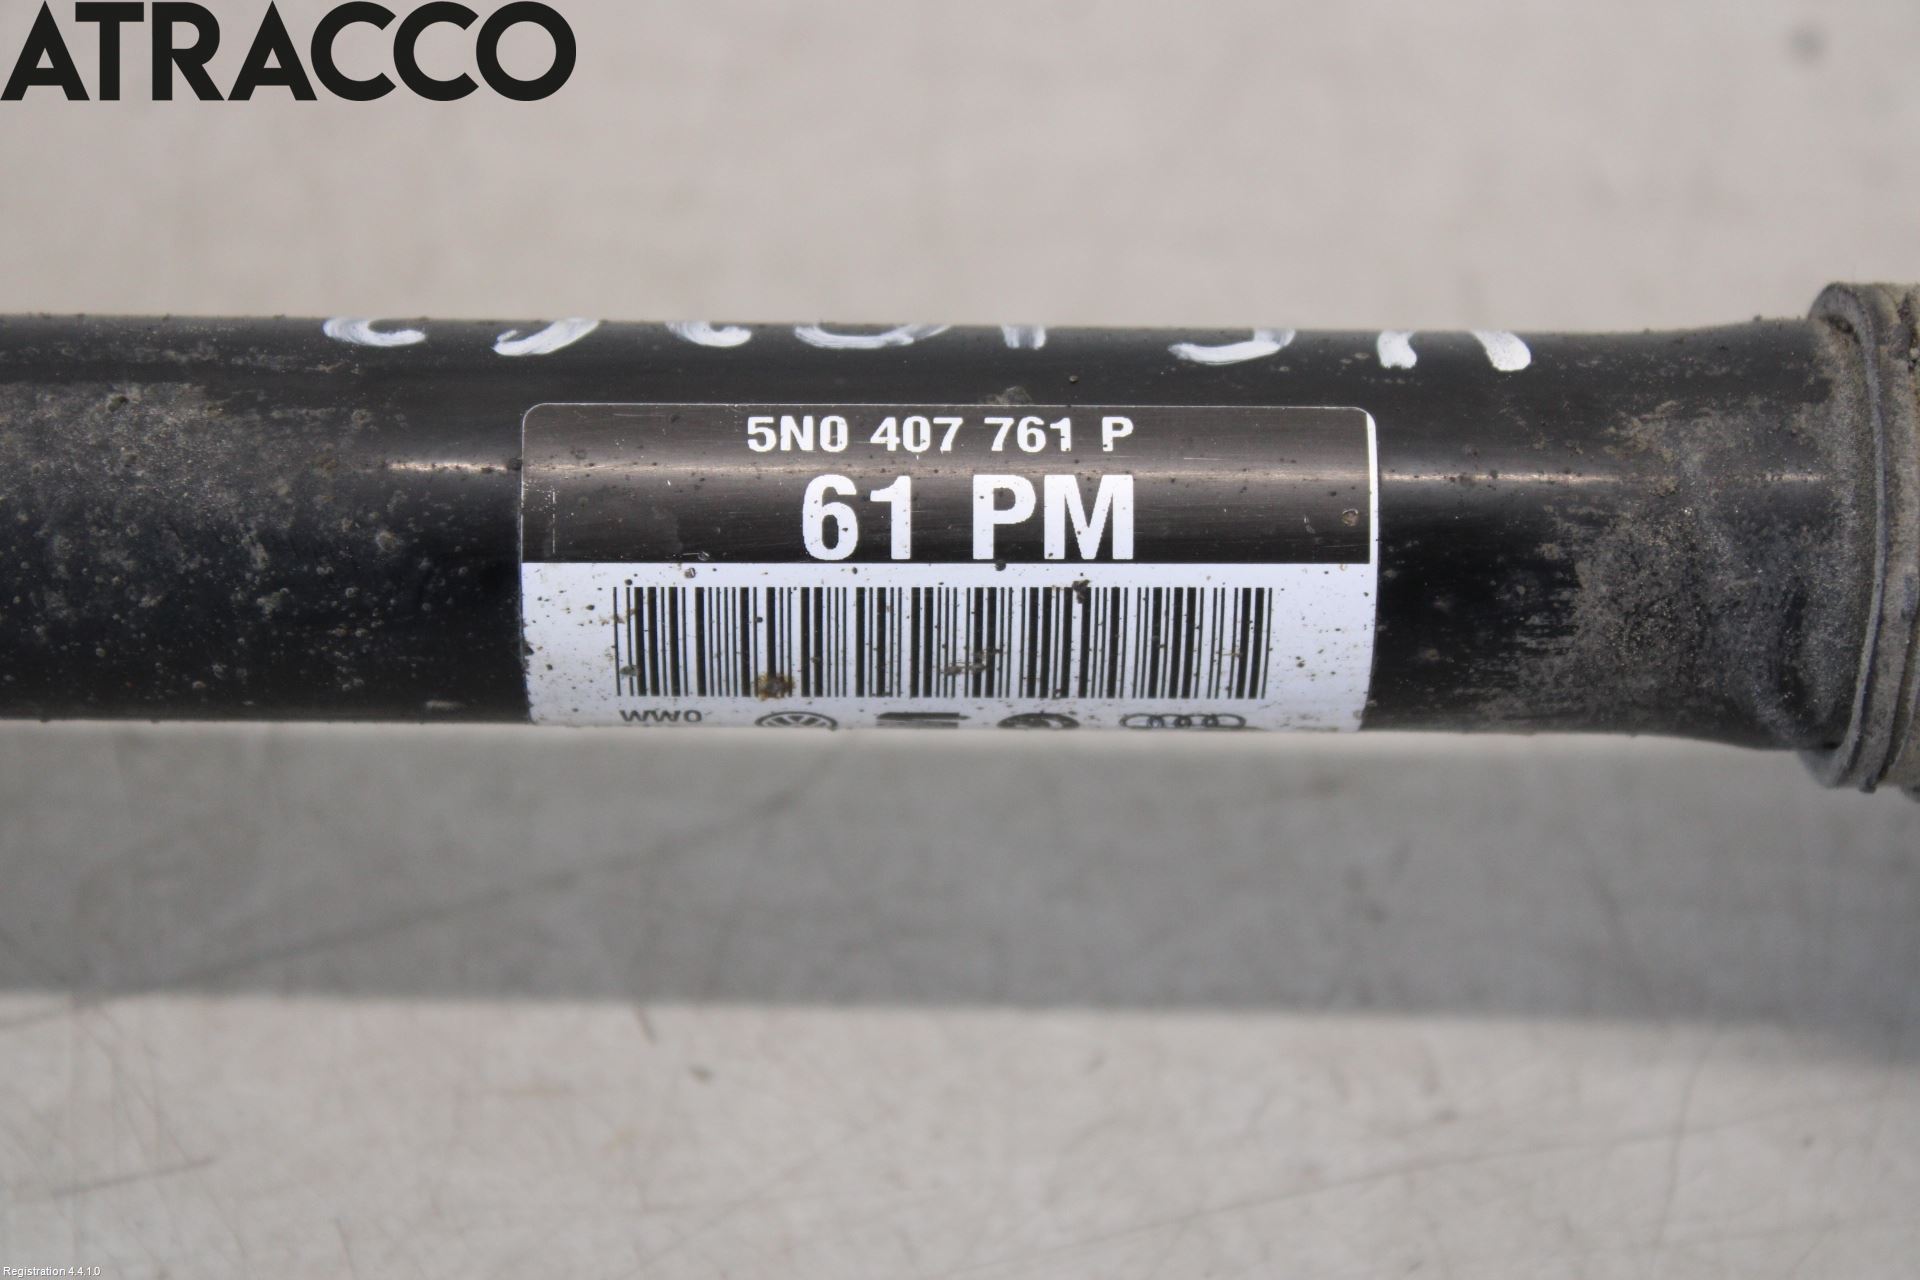 ATRACCO
5N0 407 761 P
61 PM
WW0
Registration 4.4.1.0